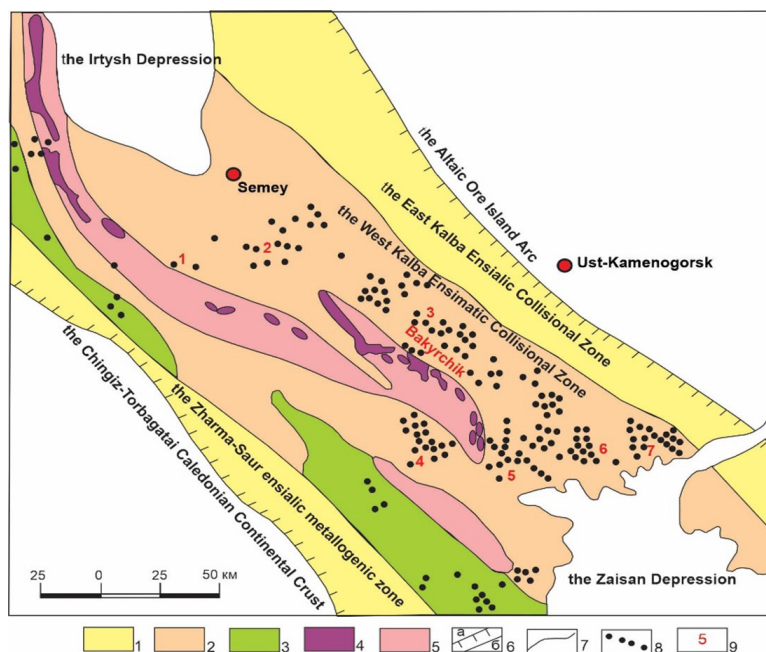 the Irtysh Depression
the Altaic Ore Island Arc
Semey
the East Kalba Ensialic Collisional Zone
the West Kalba Ensimatic Collisional Zone
Ust-Kamenogorsk
1
2
3
Bakyrchik
4
5
6
7
the Chingiz-Torbagatai Caledonian Continental Crust
the Zharma-Saur ensialic metallogenic zone
the Zaisan Depression
25 0 25 50 км
1
2
3
4
5
а
б
6
7
8
5
9